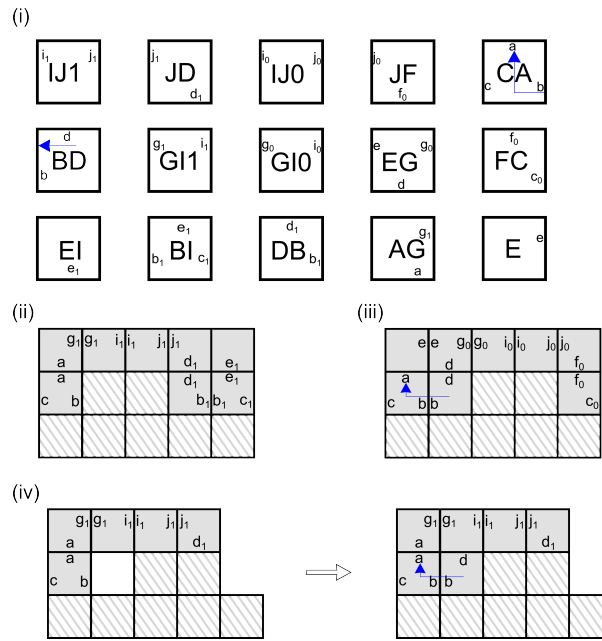 (i)
i1 IJ1 j1
j1 JD d1
i0 IJ0 j0
j0 JF f0
a CA c b
d BD b
g1 GI1 i1
g0 GI0 i0
e EG g0 d
f0 FC c0
EI e1
e1 BI b1 c1
d1 DB b1
g1 AG a
e E
(ii)
g1 g1 i1 i1 j1 j1
a d1 e1
a d1 e1
c b b1 b1 c1
(iii)
e e g0 g0 i0 i0 j0 j0
d f0
a d f0
c b b c0
(iv)
g1 g1 i1 i1 j1 j1
a d1
a
c b
g1 g1 i1 i1 j1 j1
a d1
a d
c b b